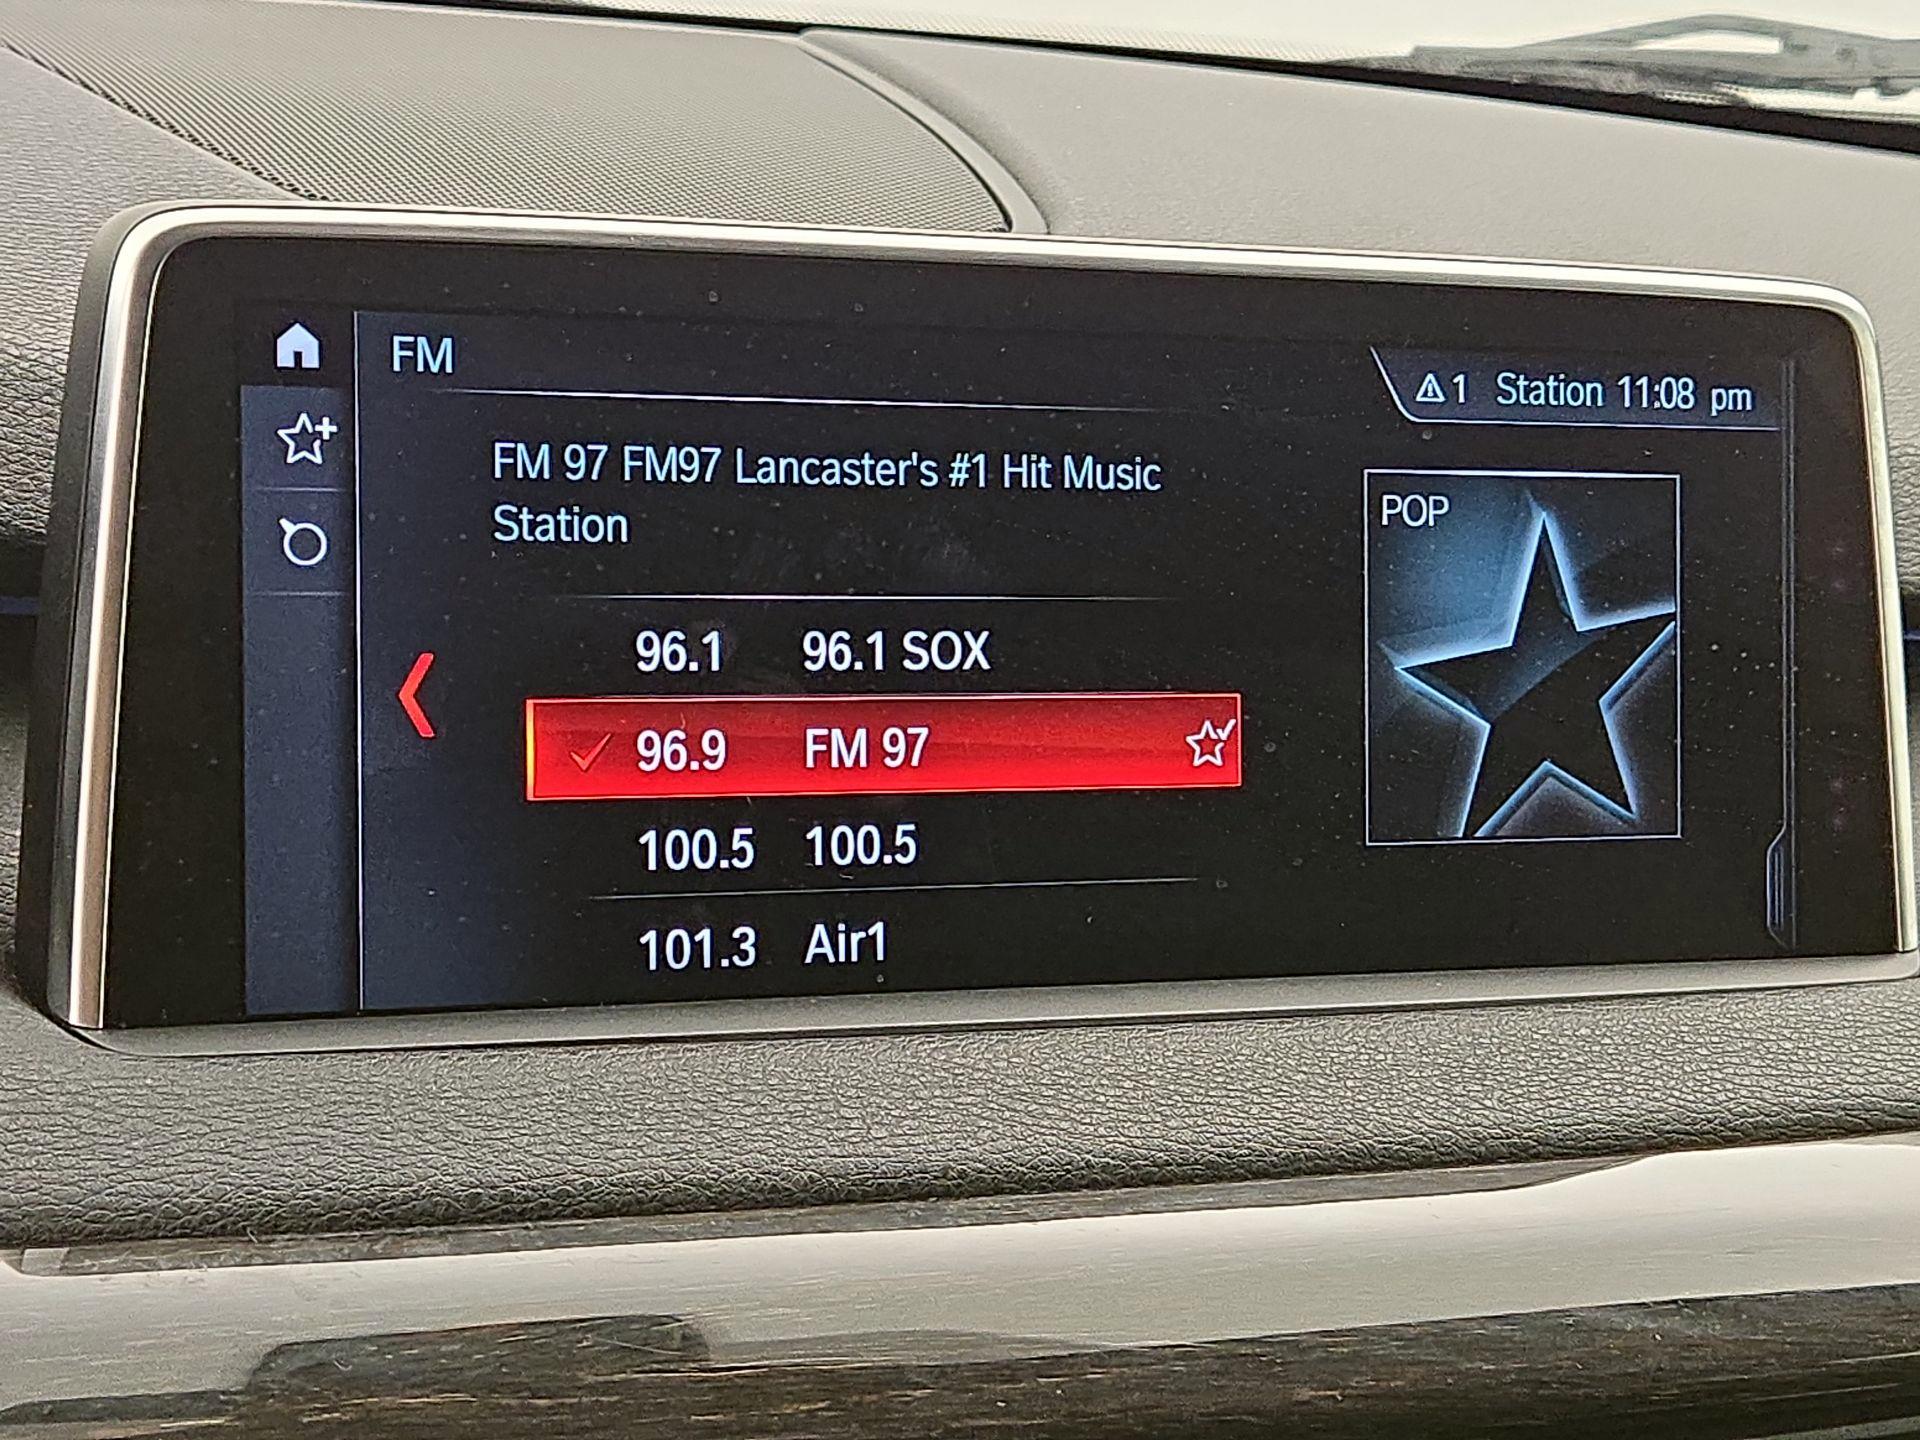 FM
1 Station 11:08 pm
FM 97 FM97 Lancaster's #1 Hit Music
Station
POP
96.1 96.1 SOX
96.9 FM 97
100.5 100.5
101.3 Air1